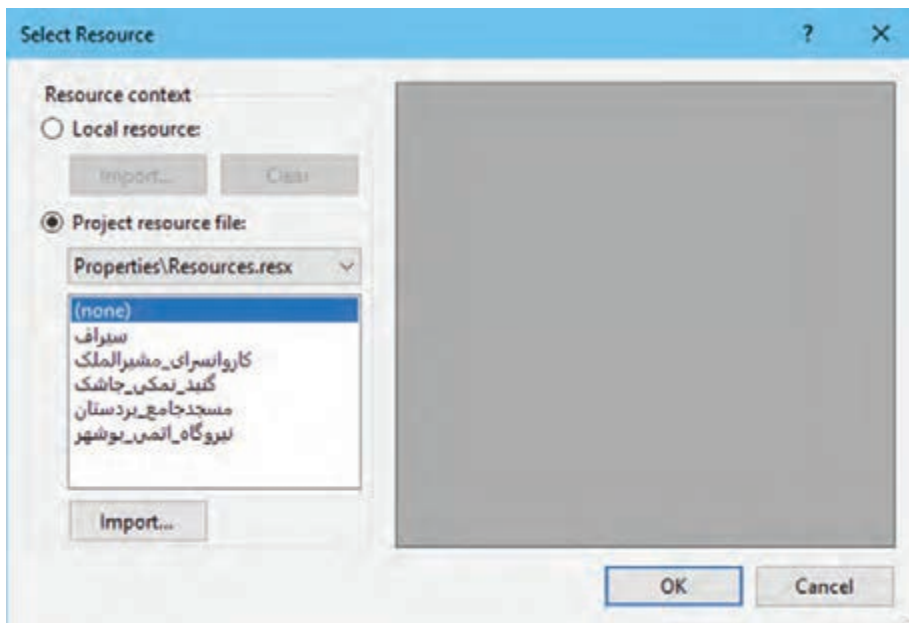 Select Resource
Resource context
Local resource:
Import... Clear
Project resource file:
Properties\Resources.resx
(none)
سیراف
کاروانسرای_مشیرالملک
گنبد_نمکی_جاشک
مسجدجامع_بردستان
نیروگاه_اتمی_بوشهر
Import...
OK Cancel